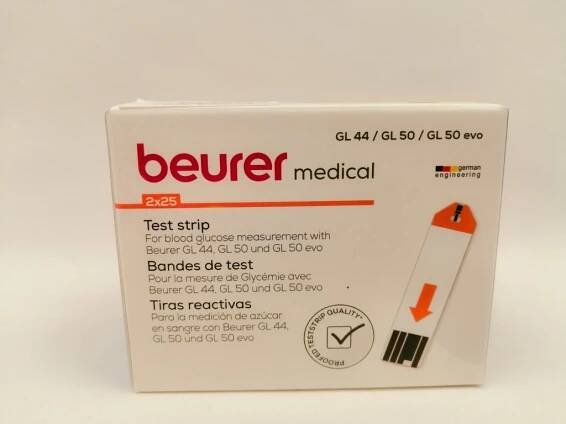 GL 44 / GL 50 / GL 50 evo
beurer medical
german
engineering
2x25
Test strip
For blood glucose measurement with
Beurer GL 44, GL 50 und GL 50 evo
Bandes de test
Pour la mesure de Glycémie avec
Beurer GL 44, GL 50 und GL 50 evo
Tiras reactivas
Para la medición de azúcar
en sangre con Beurer GL 44,
GL 50 und GL 50 evo
PROOFED TESTSTRIP QUALITY*